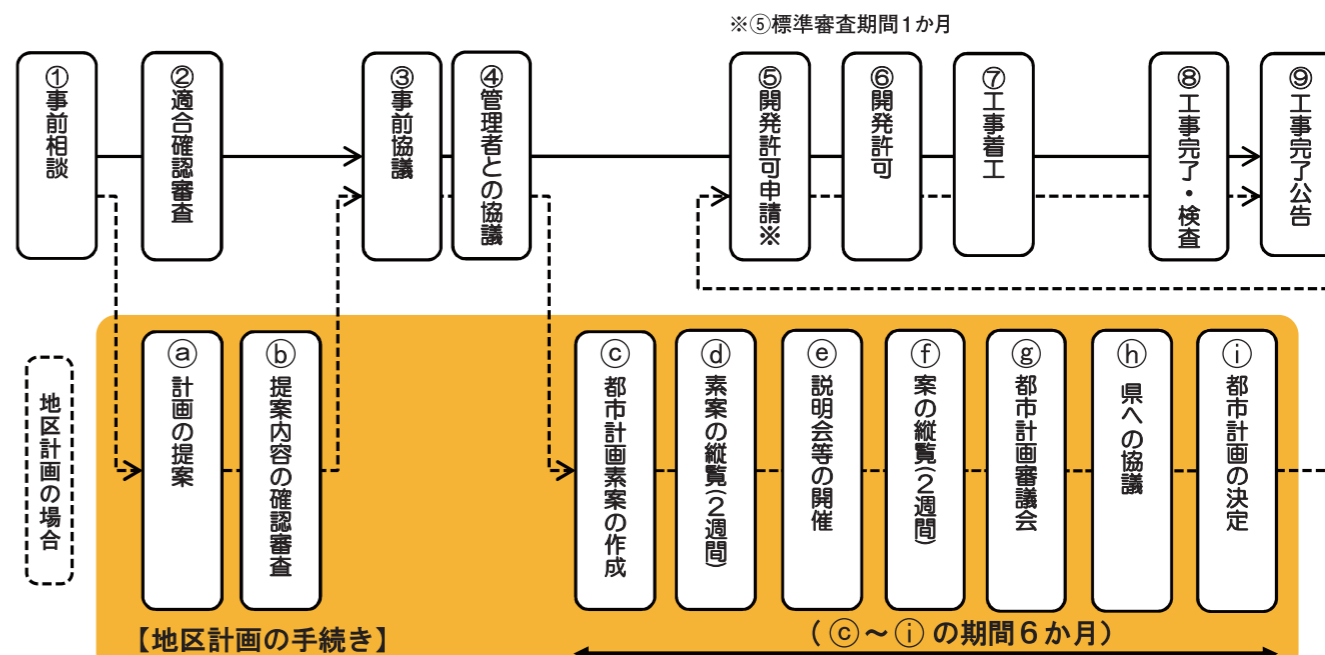 ※⑤標準審査期間1か月
①事前相談
②適合確認審査
③事前協議
④管理者との協議
⑤開発許可申請※
⑥開発許可
⑦工事着工
⑧工事完了・検査
⑨工事完了公告
地区計画の場合
ⓐ計画の提案
ⓑ提案内容の確認審査
ⓒ都市計画素案の作成
ⓓ素案の縦覧(2週間)
ⓔ説明会等の開催
ⓕ案の縦覧(2週間)
ⓖ都市計画審議会
ⓗ県への協議
ⓘ都市計画の決定
【地区計画の手続き】
(ⓒ～ⓘの期間6か月)